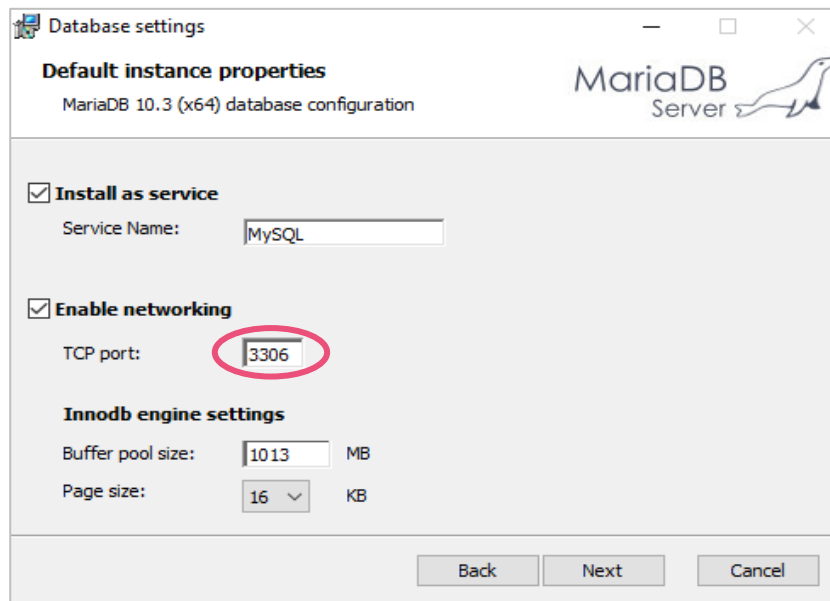 Database settings
Default instance properties
MariaDB 10.3 (x64) database configuration
MariaDB
Server
Install as service
Service Name: MySQL
Enable networking
TCP port: 3306
Innodb engine settings
Buffer pool size: 1013 MB
Page size: 16 KB
Back Next Cancel